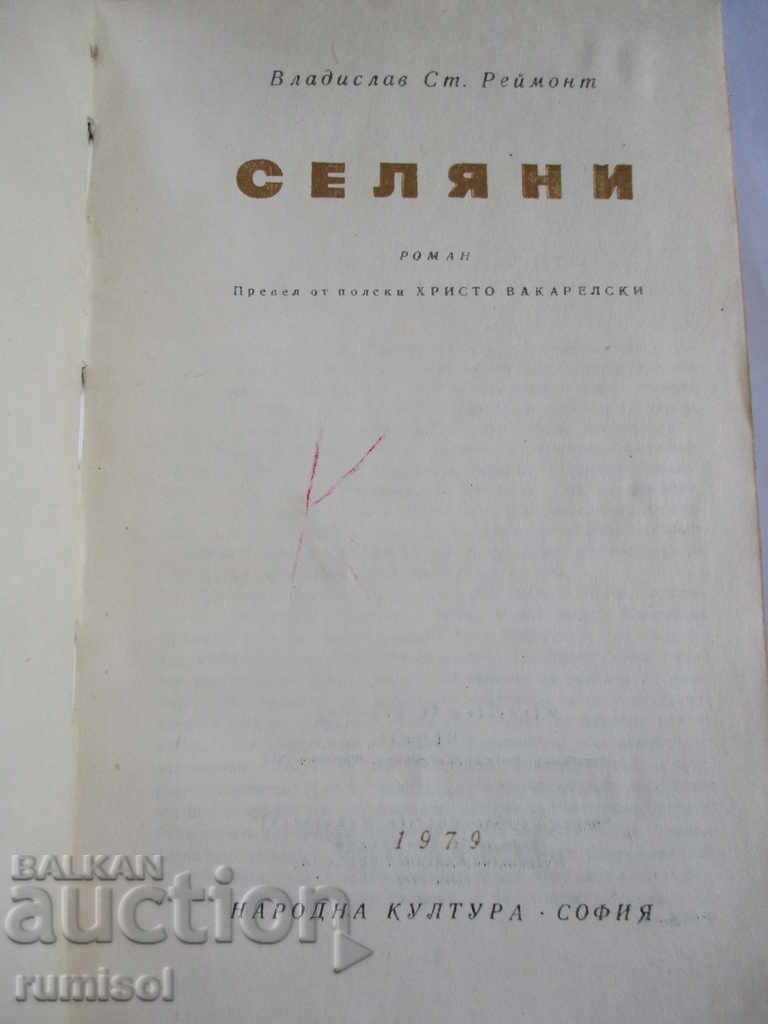 Владислав Ст. Реймонт
СЕЛЯНИ
РОМАН
Превел от полски ХРИСТО ВАКАРЕЛСКИ
К
1979
НАРОДНА КУЛТУРА · СОФИЯ
BALKAN
auction
rumisol